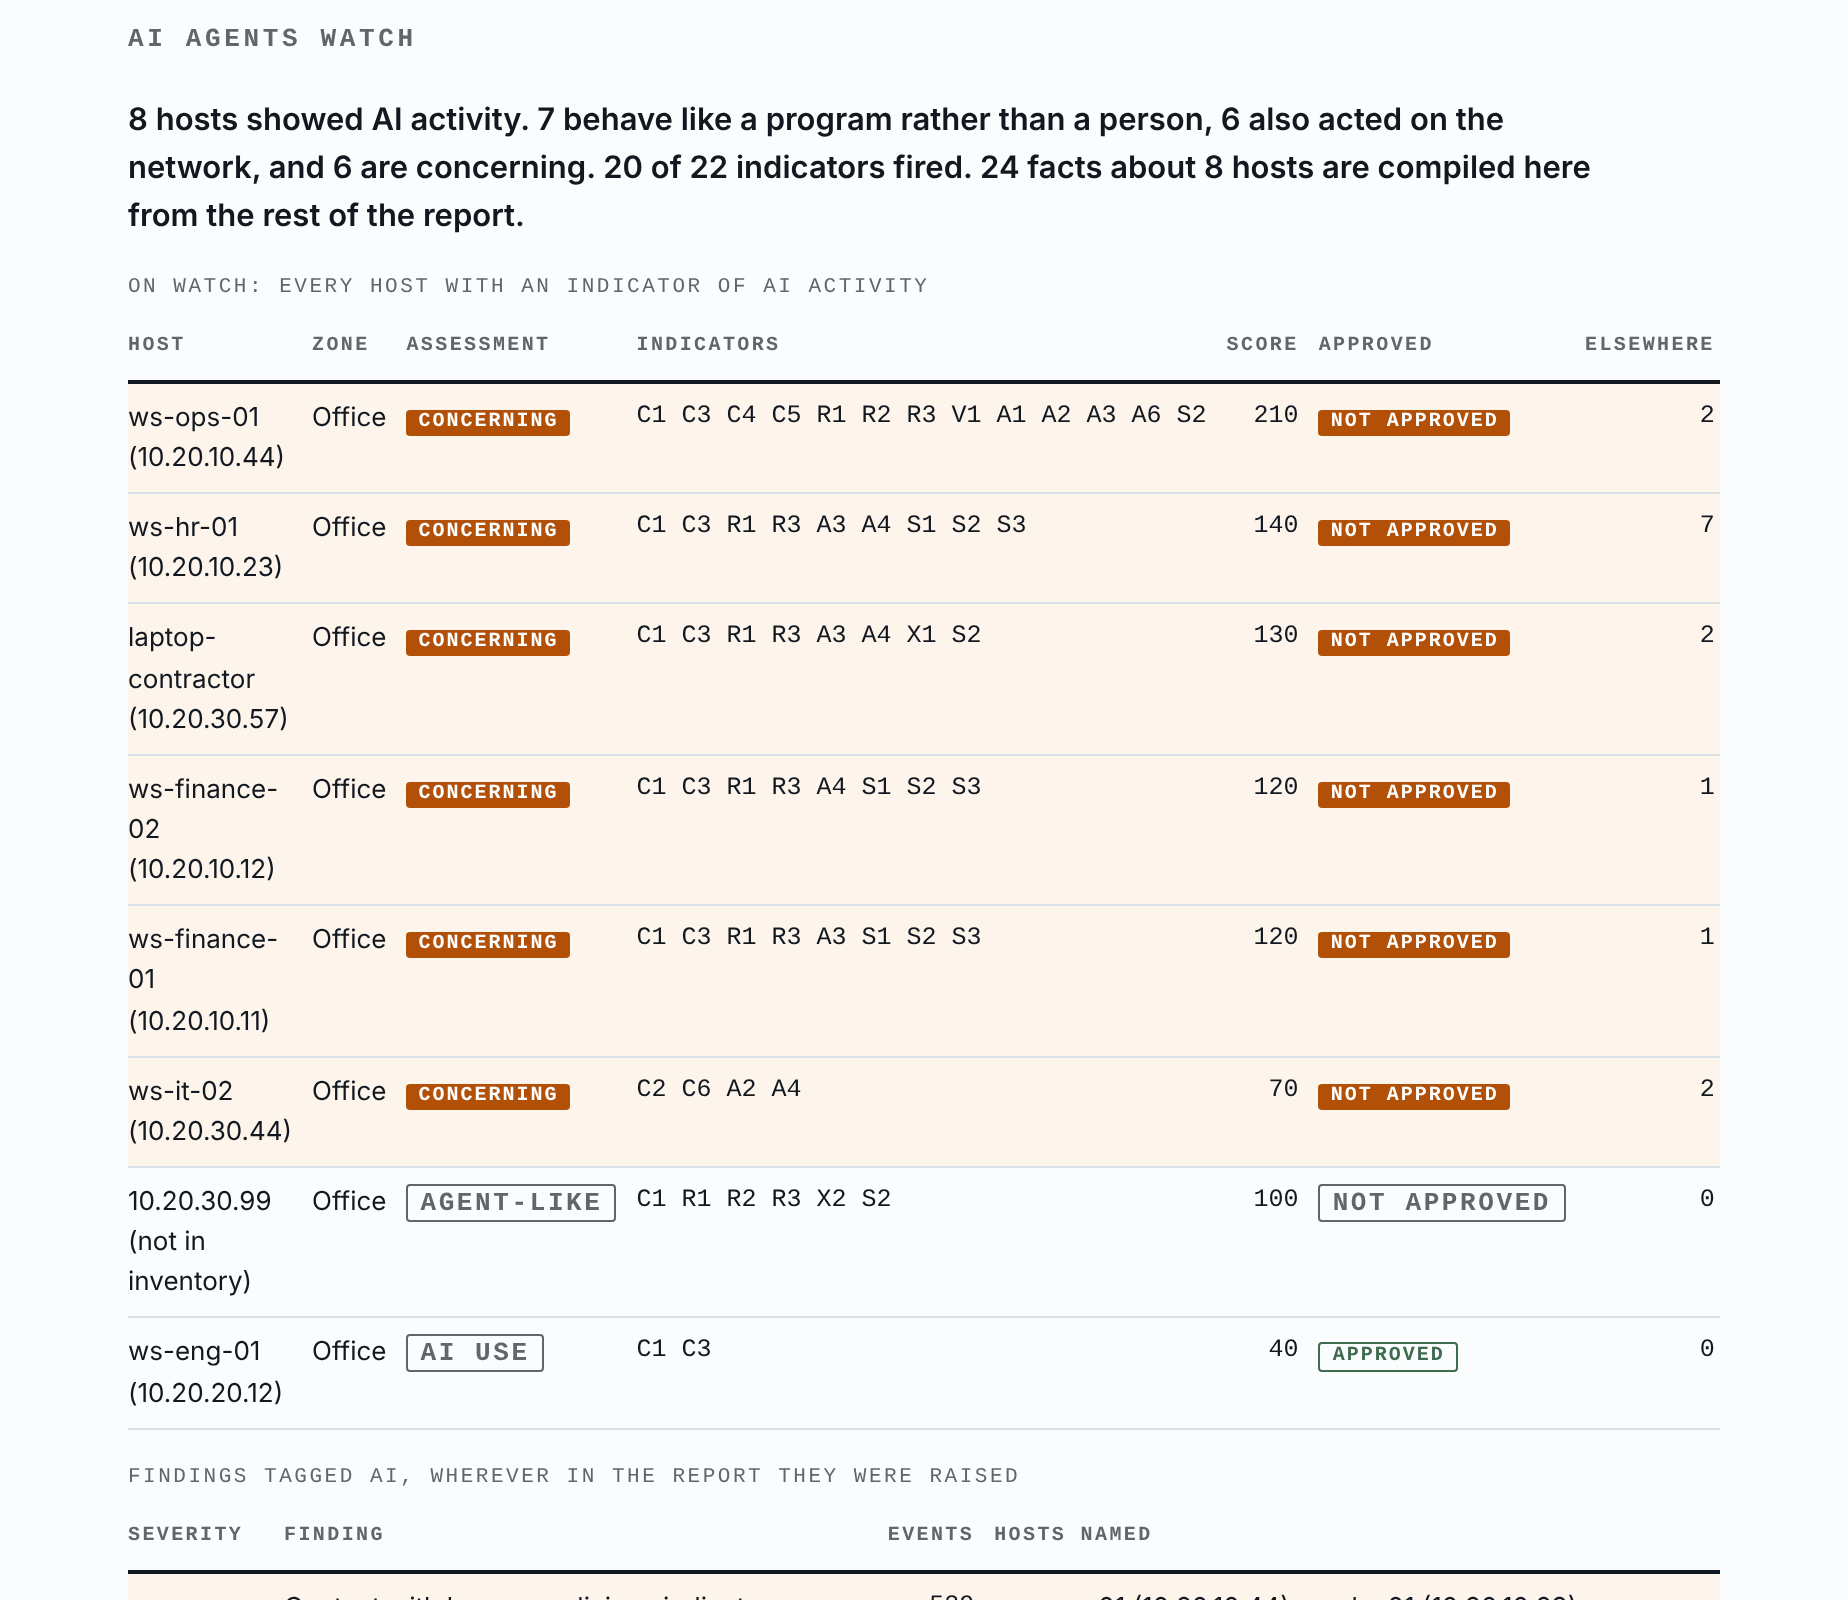 AI AGENTS WATCH
8 hosts showed AI activity. 7 behave like a program rather than a person, 6 also acted on the
network, and 6 are concerning. 20 of 22 indicators fired. 24 facts about 8 hosts are compiled here
from the rest of the report.
ON WATCH: EVERY HOST WITH AN INDICATOR OF AI ACTIVITY
HOST ZONE ASSESSMENT INDICATORS SCORE APPROVED ELSEWHERE
ws-ops-01 Office CONCERNING C1 C3 C4 C5 R1 R2 R3 V1 A1 A2 A3 A6 S2 210 NOT APPROVED 2
(10.20.10.44)
ws-hr-01 Office CONCERNING C1 C3 R1 R3 A3 A4 S1 S2 S3 140 NOT APPROVED 7
(10.20.10.23)
laptop- Office CONCERNING C1 C3 R1 R3 A3 A4 X1 S2 130 NOT APPROVED 2
contractor
(10.20.30.57)
ws-finance- Office CONCERNING C1 C3 R1 R3 A4 S1 S2 S3 120 NOT APPROVED 1
02
(10.20.10.12)
ws-finance- Office CONCERNING C1 C3 R1 R3 A3 S1 S2 S3 120 NOT APPROVED 1
01
(10.20.10.11)
ws-it-02 Office CONCERNING C2 C6 A2 A4 70 NOT APPROVED 2
(10.20.30.44)
10.20.30.99 Office AGENT-LIKE C1 R1 R2 R3 X2 S2 100 NOT APPROVED 0
(not in
inventory)
ws-eng-01 Office AI USE C1 C3 40 APPROVED 0
(10.20.20.12)
FINDINGS TAGGED AI, WHEREVER IN THE REPORT THEY WERE RAISED
SEVERITY FINDING EVENTS HOSTS NAMED